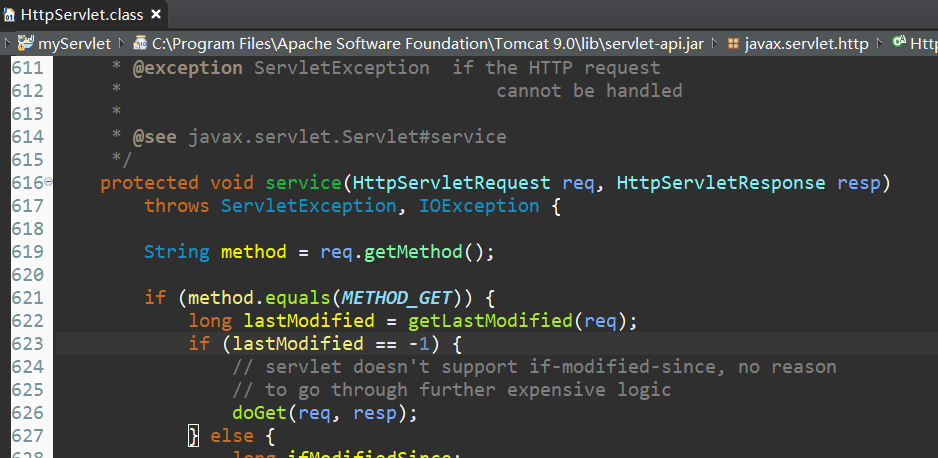 HttpServlet.class
myServlet C:\Program Files\Apache Software Foundation\Tomcat 9.0\lib\servlet-api.jar javax.servlet.http
611 * @exception ServletException  if the HTTP request
612 *                                  cannot be handled
613 *
614 * @see javax.servlet.Servlet#service
615 */
616 protected void service(HttpServletRequest req, HttpServletResponse resp)
617 throws ServletException, IOException {
618
619 String method = req.getMethod();
620
621 if (method.equals(METHOD_GET)) {
622 long lastModified = getLastModified(req);
623 if (lastModified == -1) {
624 // servlet doesn't support if-modified-since, no reason
625 // to go through further expensive logic
626 doGet(req, resp);
627 } else {
628 long ifModifiedSince;